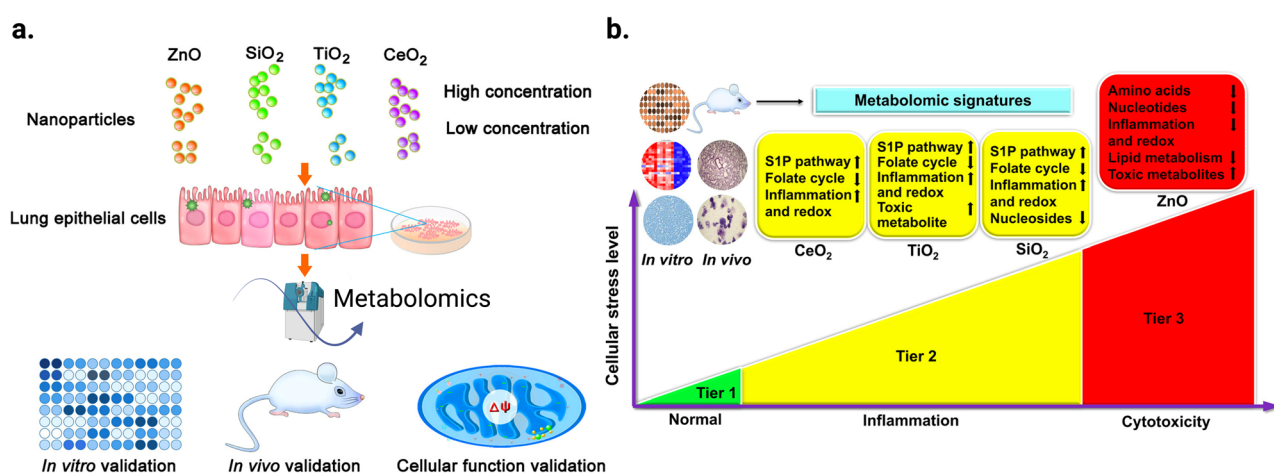 a.
ZnO
SiO₂
TiO₂
CeO₂
High concentration
Nanoparticles
Low concentration
Lung epithelial cells
Metabolomics
Δψ
In vitro validation
In vivo validation
Cellular function validation
b.
Metabolomic signatures
In vitro
In vivo
S1P pathway ↑
Folate cycle ↓
Inflammation ↑
and redox
CeO₂
S1P pathway ↑
Folate cycle ↓
Inflammation ↑
and redox
Toxic ↑
metabolite
TiO₂
S1P pathway ↑
Folate cycle ↓
Inflammation ↑
and redox
Nucleosides ↓
SiO₂
Amino acids ↓
Nucleotides ↓
Inflammation ↓
and redox
Lipid metabolism ↓
Toxic metabolites ↑
ZnO
Cellular stress level
Tier 1
Tier 2
Tier 3
Normal
Inflammation
Cytotoxicity